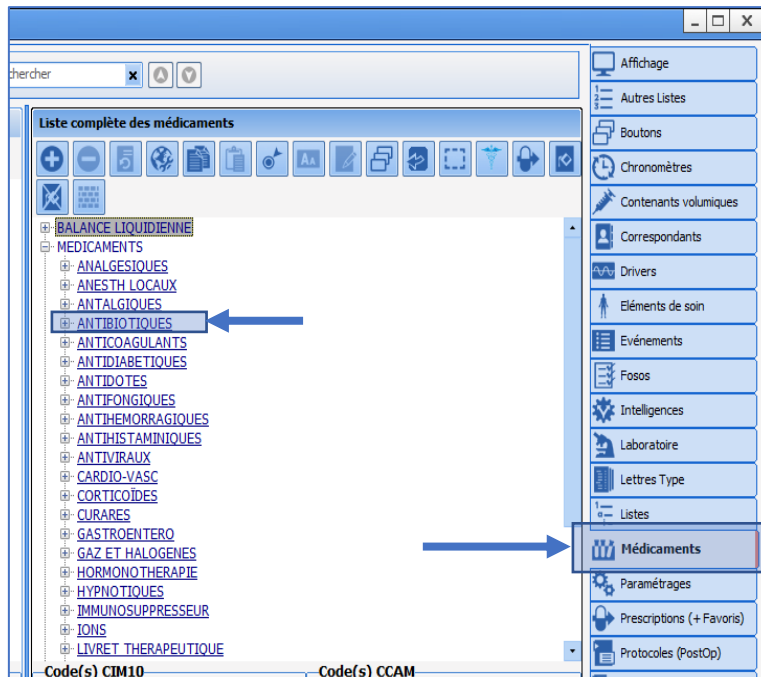 chercher
Liste complète des médicaments
BALANCE LIQUIDIENNE
MEDICAMENTS
ANALGESIQUES
ANESTH LOCAUX
ANTALGIQUES
ANTIBIOTIQUES
ANTICOAGULANTS
ANTIDIABETIQUES
ANTIDOTES
ANTIFONGIQUES
ANTIHEMORRAGIQUES
ANTIHISTAMINIQUES
ANTIVIRAUX
CARDIO-VASC
CORTICOÏDES
CURARES
GASTROENTERO
GAZ ET HALOGENES
HORMONOTHERAPIE
HYPNOTIQUES
IMMUNOSUPPRESSEUR
IONS
LIVRET THERAPEUTIQUE
Code(s) CIM10 Code(s) CCAM
Affichage
Autres Listes
Boutons
Chronomètres
Contenants volumiques
Correspondants
Drivers
Eléments de soin
Evénements
Fosos
Intelligences
Laboratoire
Lettres Type
Listes
Médicaments
Paramétrages
Prescriptions (+ Favoris)
Protocoles (PostOp)